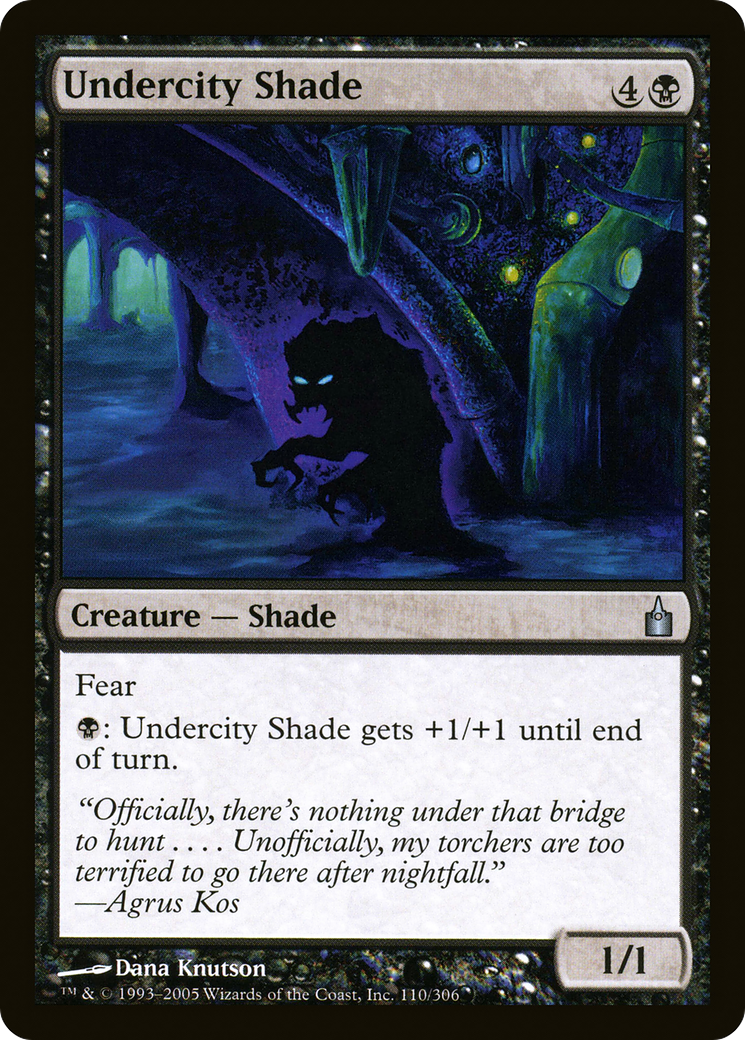 Undercity Shade 4
Creature — Shade
Fear
: Undercity Shade gets +1/+1 until end
of turn.
“Officially, there’s nothing under that bridge
to hunt . . . . Unofficially, my torchers are too
terrified to go there after nightfall.”
—Agrus Kos
1/1
Dana Knutson
™ & © 1993–2005 Wizards of the Coast, Inc. 110/306